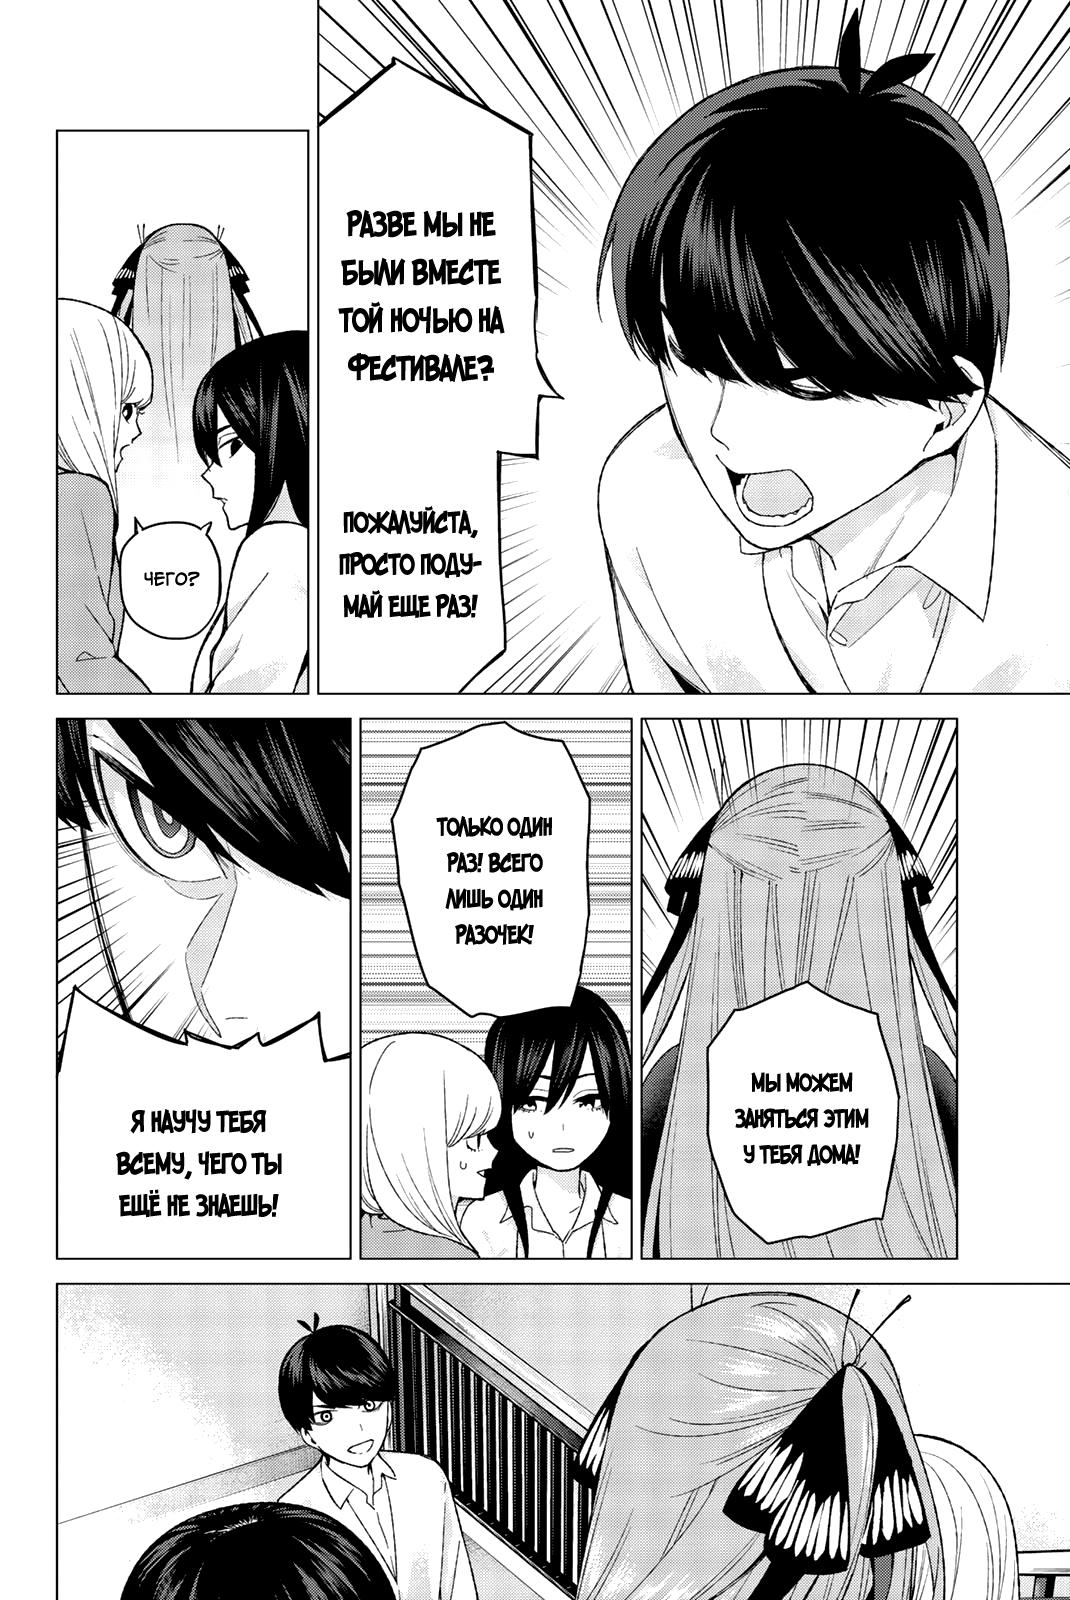 РАЗВЕ МЫ НЕ
БЫЛИ ВМЕСТЕ
ТОЙ НОЧЬЮ НА
ФЕСТИВАЛЕ?
ПОЖАЛУЙСТА,
ПРОСТО ПОДУ-
МАЙ ЕЩЕ РАЗ!
ЧЕГО?
МЫ МОЖЕМ
ЗАНЯТЬСЯ ЭТИМ
У ТЕБЯ ДОМА!
ТОЛЬКО ОДИН
РАЗ! ВСЕГО
ЛИШЬ ОДИН
РАЗОЧЕК!
Я НАУЧУ ТЕБЯ
ВСЕМУ, ЧЕГО ТЫ
ЕЩЁ НЕ ЗНАЕШЬ!